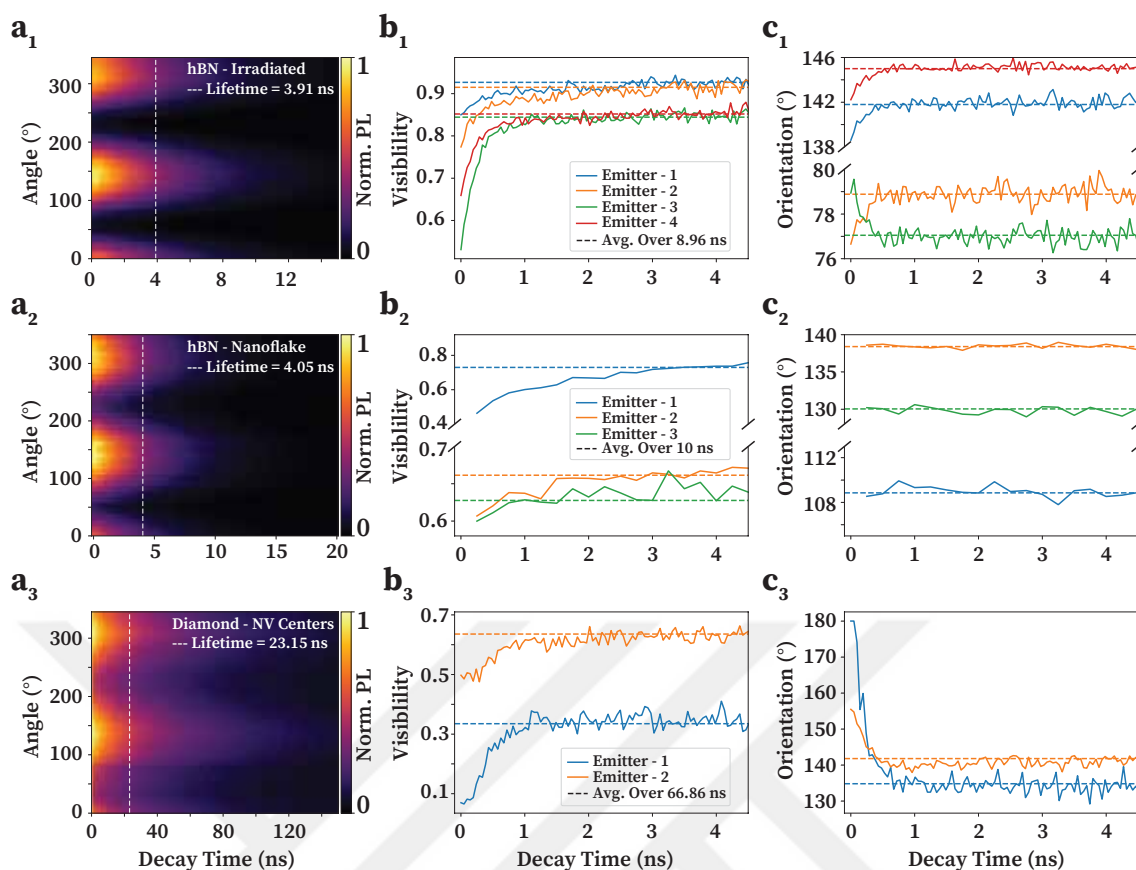 a1
hBN - Irradiated
--- Lifetime = 3.91 ns
Angle (°)
300
200
100
0
0
4
8
12
1
Norm. PL
0
b1
Visiblility
0.9
0.8
0.7
0.6
0
1
2
3
4
Emitter - 1
Emitter - 2
Emitter - 3
Emitter - 4
Avg. Over 8.96 ns
c1
Orientation (°)
146
142
138
80
78
76
0
1
2
3
4
a2
hBN - Nanoflake
--- Lifetime = 4.05 ns
Angle (°)
300
200
100
0
0
5
10
15
20
1
Norm. PL
0
b2
Visiblility
0.8
0.6
0.4
0.7
0.6
0
1
2
3
4
Emitter - 1
Emitter - 2
Emitter - 3
Avg. Over 10 ns
c2
Orientation (°)
140
130
120
110
108
0
1
2
3
4
a3
Diamond - NV Centers
--- Lifetime = 23.15 ns
Angle (°)
300
200
100
0
0
40
80
120
Decay Time (ns)
1
Norm. PL
0
b3
Visiblility
0.7
0.5
0.3
0.1
0
1
2
3
4
Decay Time (ns)
Emitter - 1
Emitter - 2
Avg. Over 66.86 ns
c3
Orientation (°)
180
170
160
150
140
130
0
1
2
3
4
Decay Time (ns)